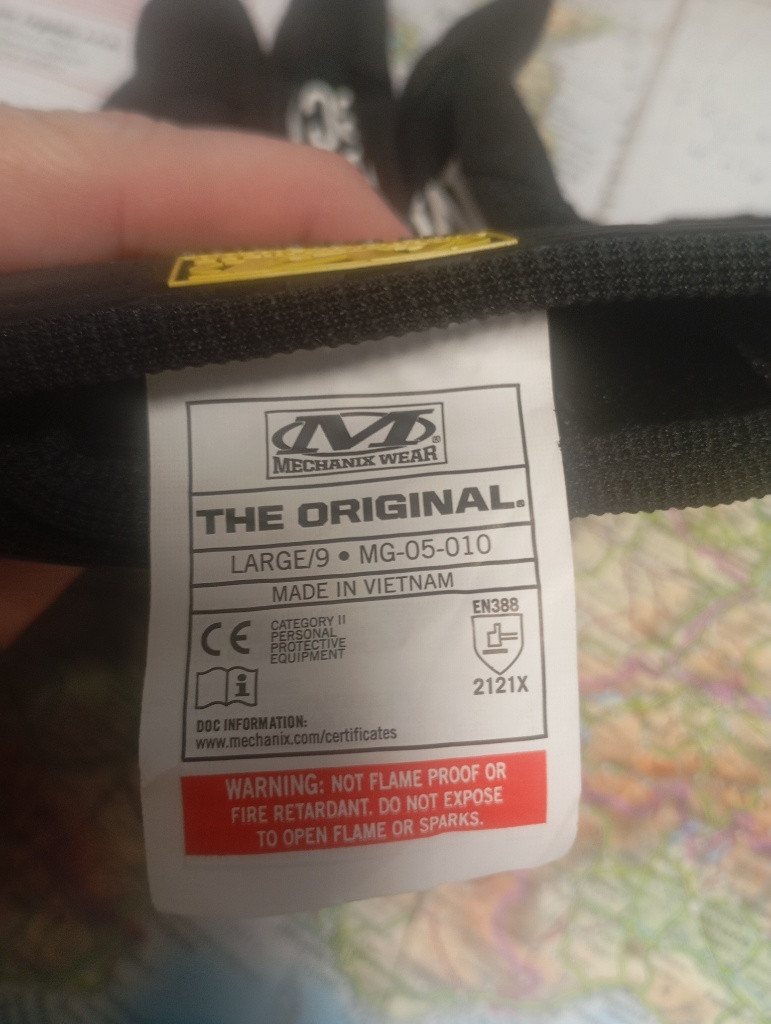 M®
MECHANIX WEAR
THE ORIGINAL.
LARGE/9 • MG-05-010
MADE IN VIETNAM
CE
CATEGORY II
PERSONAL
PROTECTIVE
EQUIPMENT
i
EN388
2121X
DOC INFORMATION:
www.mechanix.com/certificates
WARNING: NOT FLAME PROOF OR
FIRE RETARDANT. DO NOT EXPOSE
TO OPEN FLAME OR SPARKS.